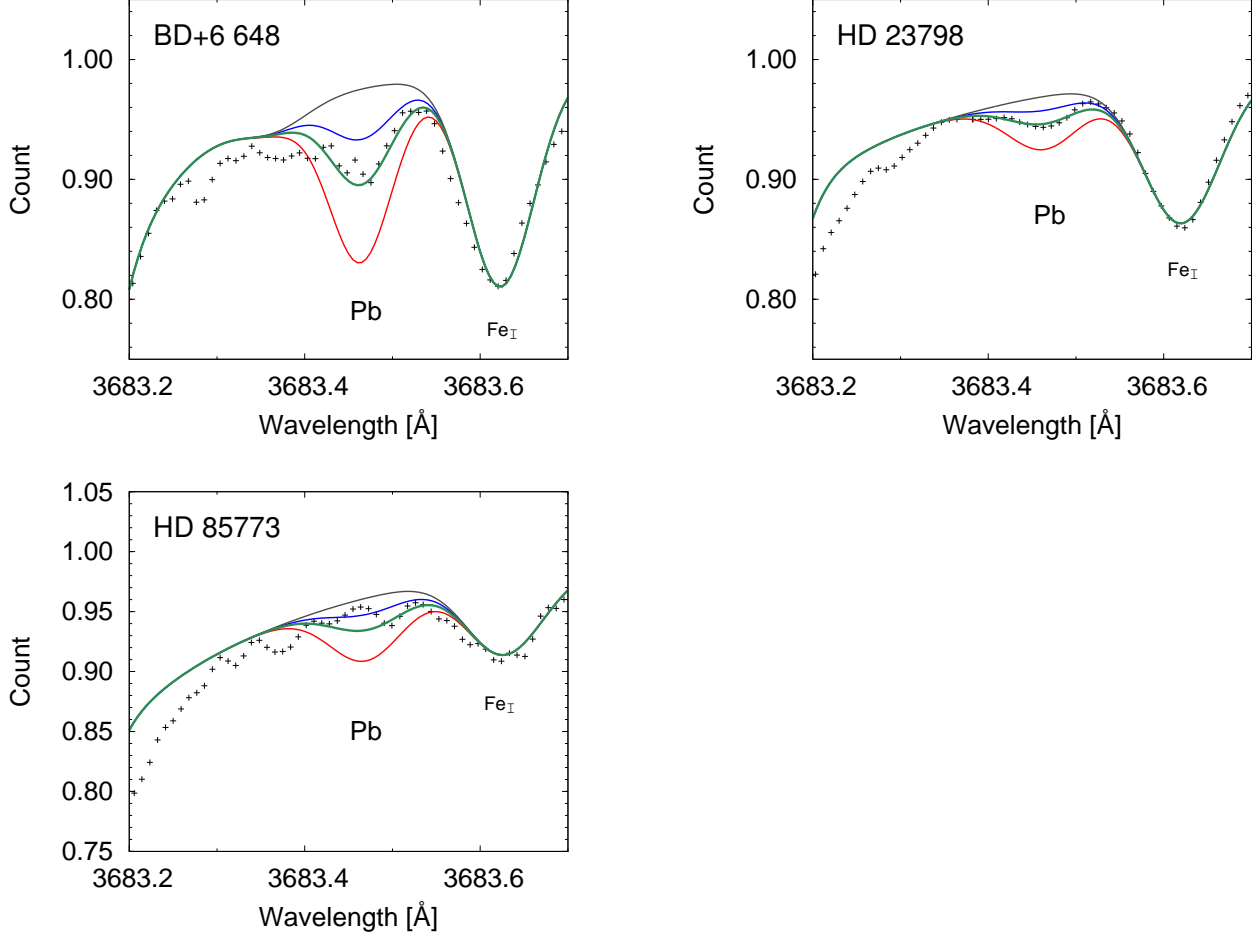 BD+6 648
1.00
0.90
0.80
Count
Pb
FeI
3683.2 3683.4 3683.6
Wavelength [Å]
HD 23798
1.00
0.90
0.80
Count
Pb
FeI
3683.2 3683.4 3683.6
Wavelength [Å]
HD 85773
1.05
1.00
0.95
0.90
0.85
0.80
0.75
Count
Pb
FeI
3683.2 3683.4 3683.6
Wavelength [Å]